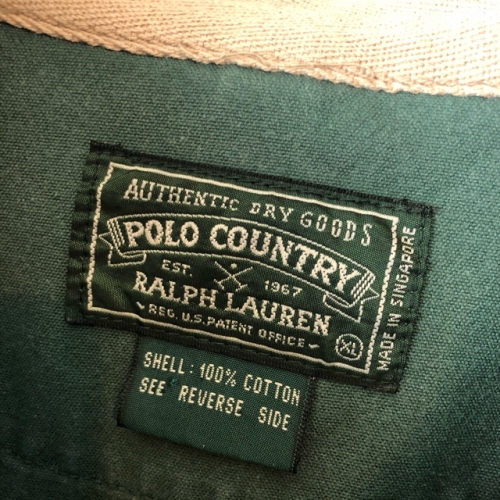 AUTHENTIC DRY GOODS
POLO COUNTRY
EST. 1967
RALPH LAUREN
REG. U.S. PATENT OFFICE
XL
MADE IN SINGAPORE
SHELL: 100% COTTON
SEE REVERSE SIDE